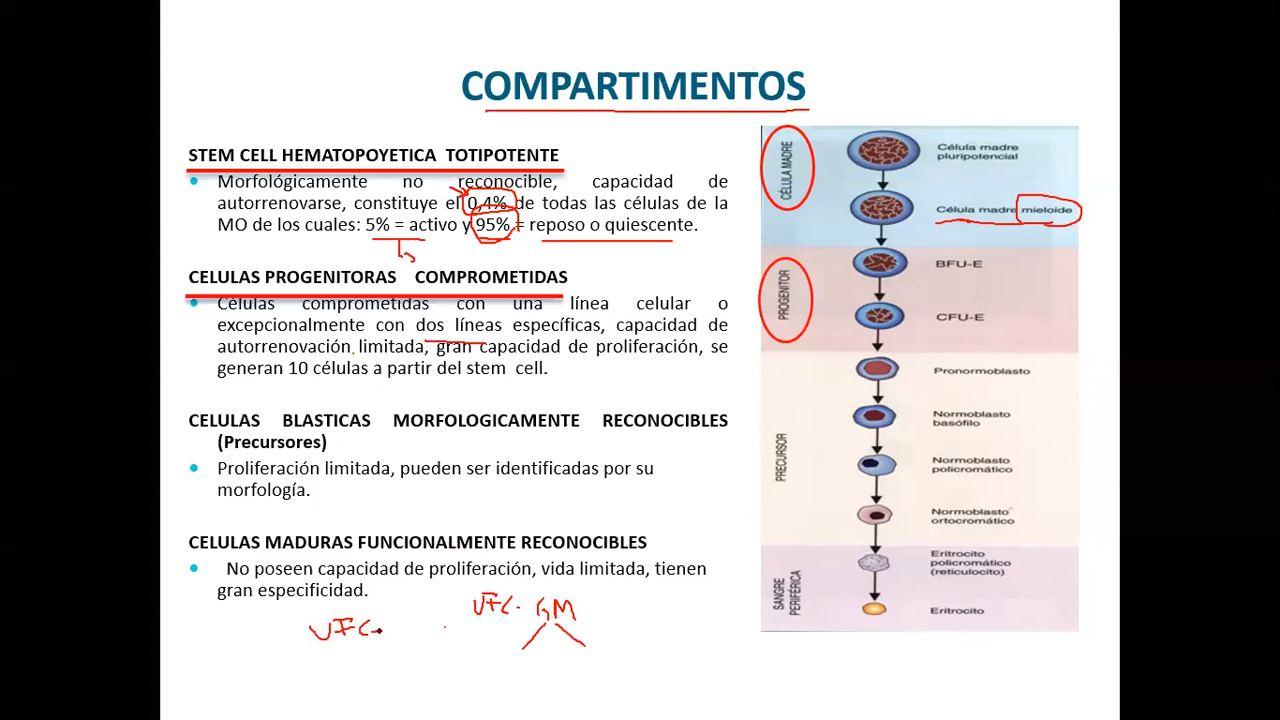 COMPARTIMENTOS
STEM CELL HEMATOPOYETICA TOTIPOTENTE
Morfológicamente no reconocible, capacidad de
autorrenovarse, constituye el 0,4% de todas las células de la
MO de los cuales: 5% = activo y 95% = reposo o quiescente.
CELULAS PROGENITORAS COMPROMETIDAS
Células comprometidas con una línea celular o
excepcionalmente con dos líneas específicas, capacidad de
autorrenovación limitada, gran capacidad de proliferación, se
generan 10 células a partir del stem cell.
CELULAS BLASTICAS MORFOLOGICAMENTE RECONOCIBLES
(Precursores)
Proliferación limitada, pueden ser identificadas por su
morfología.
CELULAS MADURAS FUNCIONALMENTE RECONOCIBLES
No poseen capacidad de proliferación, vida limitada, tienen
gran especificidad.
UFC. GM
UFC-
CÉLULA MADRE
Célula madre
pluripotencial
Célula madre mieloide
PROGENITOR
BFU-E
CFU-E
PRECURSOR
Pronormoblasto
Normoblasto
basófilo
Normoblasto
policromático
Normoblasto
ortocromático
SANGRE
PERIFÉRICA
Eritrocito
policromático
(reticulocito)
Eritrocito